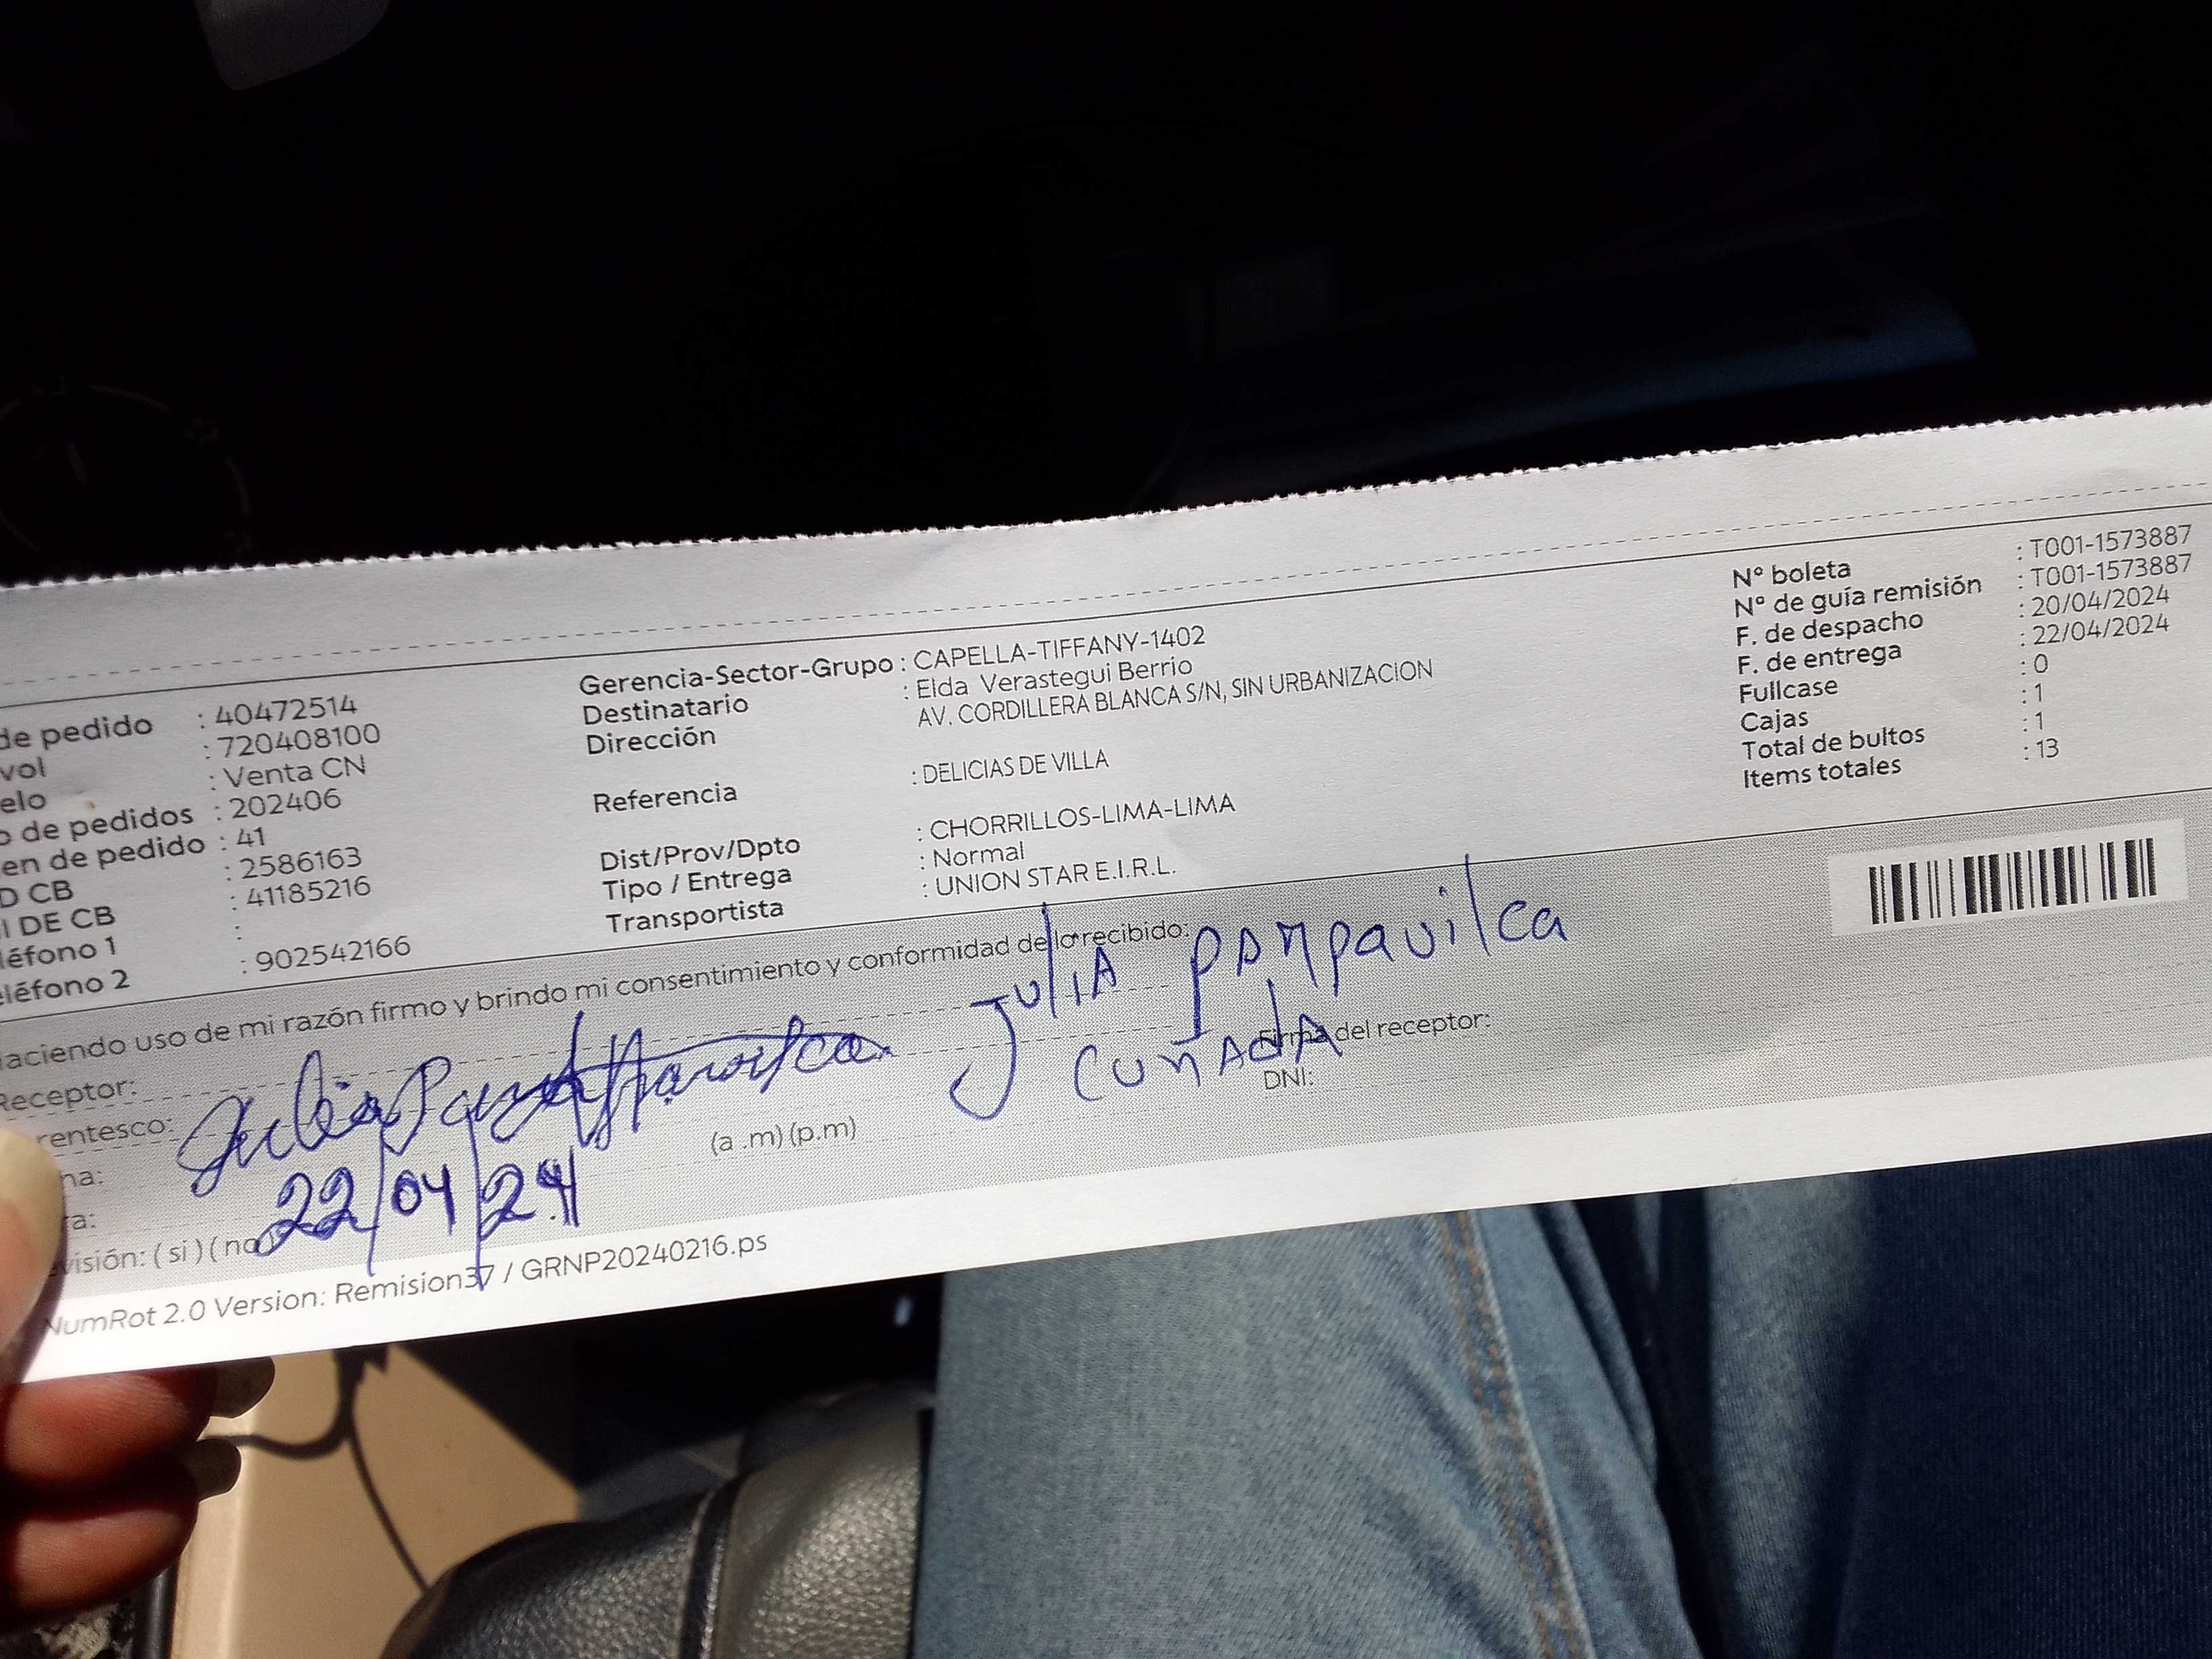 de pedido : 40472514
vol : 720408100
elo : Venta CN
o de pedidos : 202406
en de pedido : 41
D CB : 2586163
I DE CB : 41185216
léfono 1 :
léfono 2 : 902542166
Gerencia-Sector-Grupo : CAPELLA-TIFFANY-1402
Destinatario : Elda Verastegui Berrio
Dirección AV. CORDILLERA BLANCA S/N, SIN URBANIZACION
Referencia : DELICIAS DE VILLA
Dist/Prov/Dpto : CHORRILLOS-LIMA-LIMA
Tipo / Entrega : Normal
Transportista : UNION STAR E.I.R.L.
N° boleta : T001-1573887
N° de guía remisión : T001-1573887
F. de despacho : 20/04/2024
F. de entrega : 22/04/2024
Fullcase : 0
Cajas : 1
Total de bultos : 1
Items totales : 13
Haciendo uso de mi razón firmo y brindo mi consentimiento y conformidad de lo recibido:
JuliA pAmpavilca
Receptor: Julia
CuñAdA
Firma del receptor:
rentesco:
DNI:
na: 22/04/24
(a .m) (p.m)
ra:
visión: ( si ) ( no
NumRot 2.0 Version: Remision37 / GRNP20240216.ps